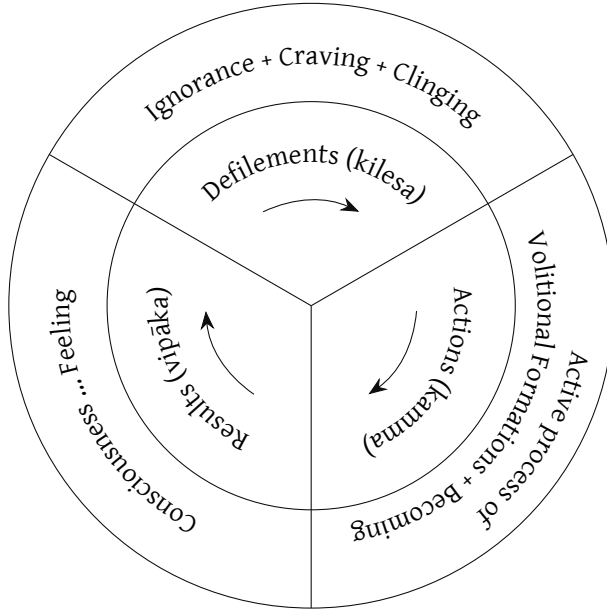 Ignorance + Craving + Clinging
Defilements (kilesa)
Active process of
Volitional Formations + Becoming
Actions (kamma)
Consciousness ... Feeling
Results (vipāka)